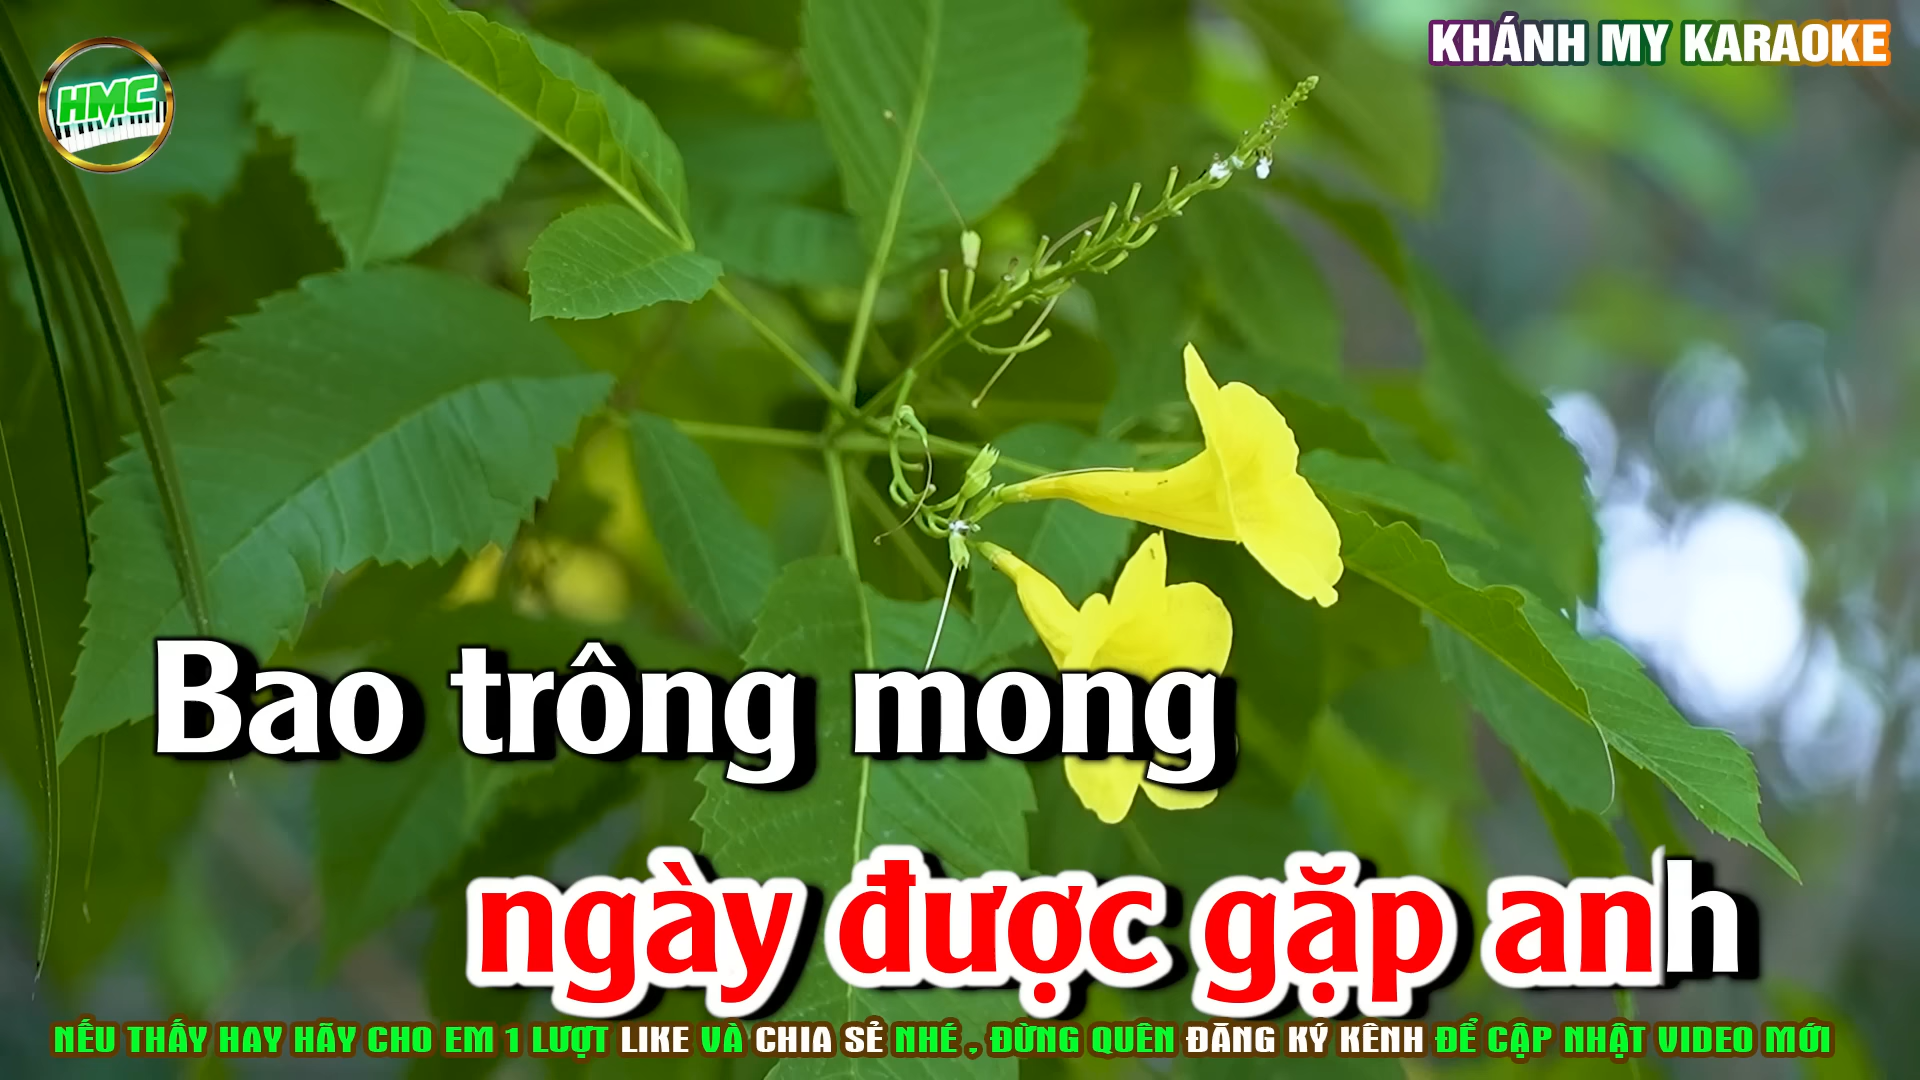 KHÁNH MY KARAOKE
HMC
Bao trông mong
ngày được gặp anh
NẾU THẤY HAY HÃY CHO EM 1 LƯỢT LIKE VÀ CHIA SẺ NHÉ , ĐỪNG QUÊN ĐĂNG KÝ KÊNH ĐỂ CẬP NHẬT VIDEO MỚI